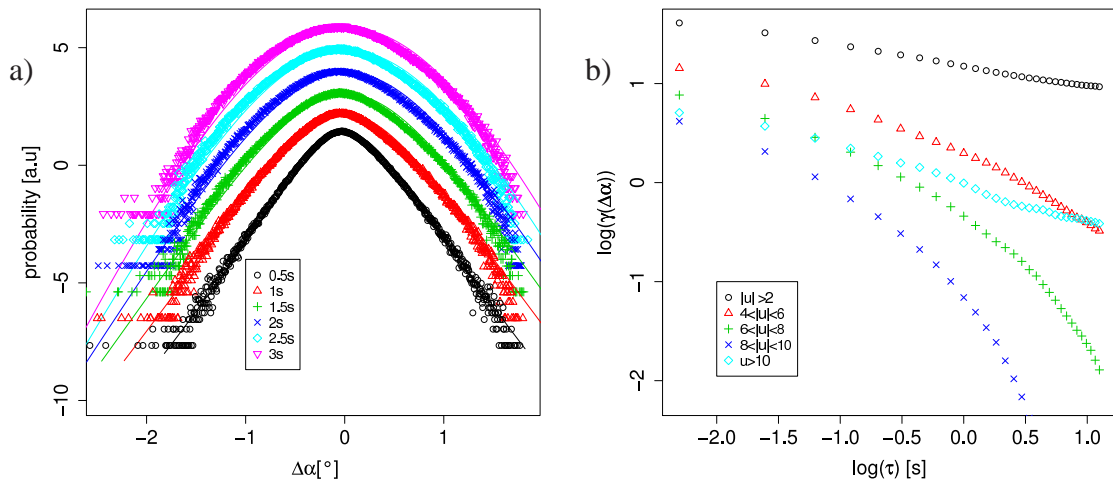 a)
probability [a.u]
5
0
−5
−10
−2
−1
0
1
Δα[°]
0.5s
1s
1.5s
2s
2.5s
3s
b)
log(γ(Δα))
1
0
−1
−2
−2.0
−1.5
−1.0
−0.5
0.0
0.5
1.0
log(τ) [s]
|u| >2
4<|u|<6
6<|u|<8
8<|u|<10
u>10